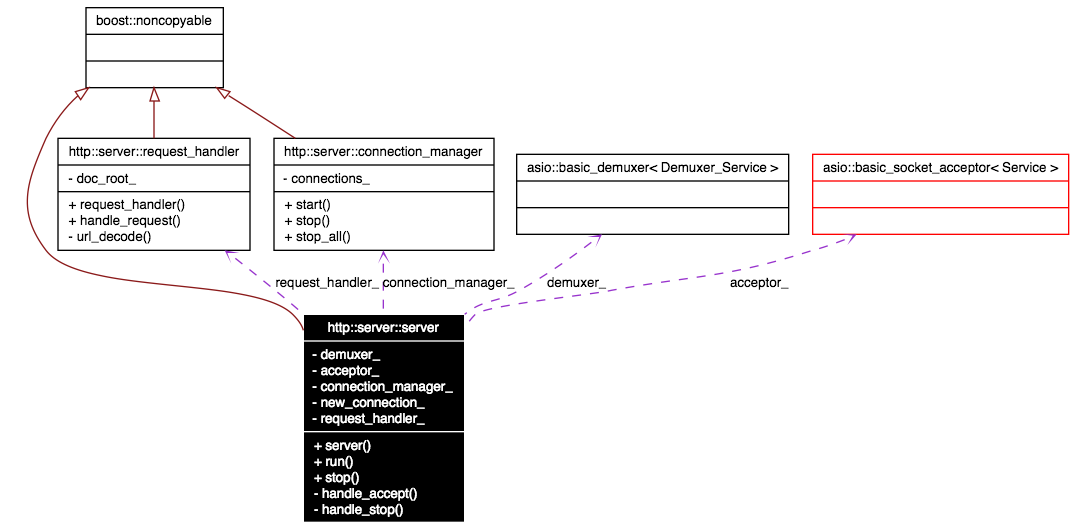 boost::noncopyable
http::server::request_handler
- doc_root_
+ request_handler()
+ handle_request()
- url_decode()
http::server::connection_manager
- connections_
+ start()
+ stop()
+ stop_all()
asio::basic_demuxer< Demuxer_Service >
asio::basic_socket_acceptor< Service >
request_handler_
connection_manager_
demuxer_
acceptor_
http::server::server
- demuxer_
- acceptor_
- connection_manager_
- new_connection_
- request_handler_
+ server()
+ run()
+ stop()
- handle_accept()
- handle_stop()